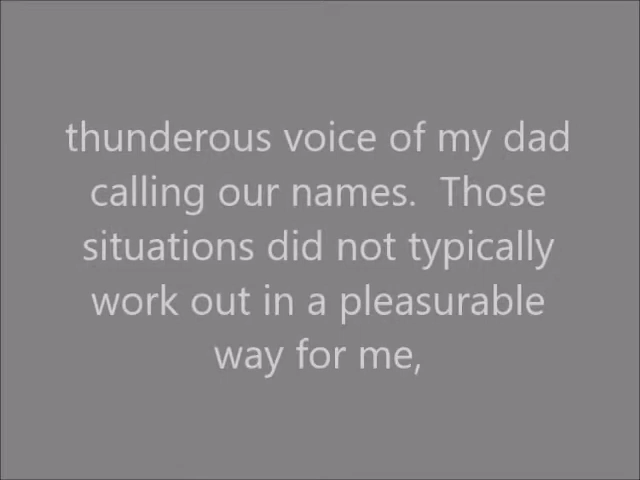 thunderous voice of my dad
calling our names.  Those
situations did not typically
work out in a pleasurable
way for me,